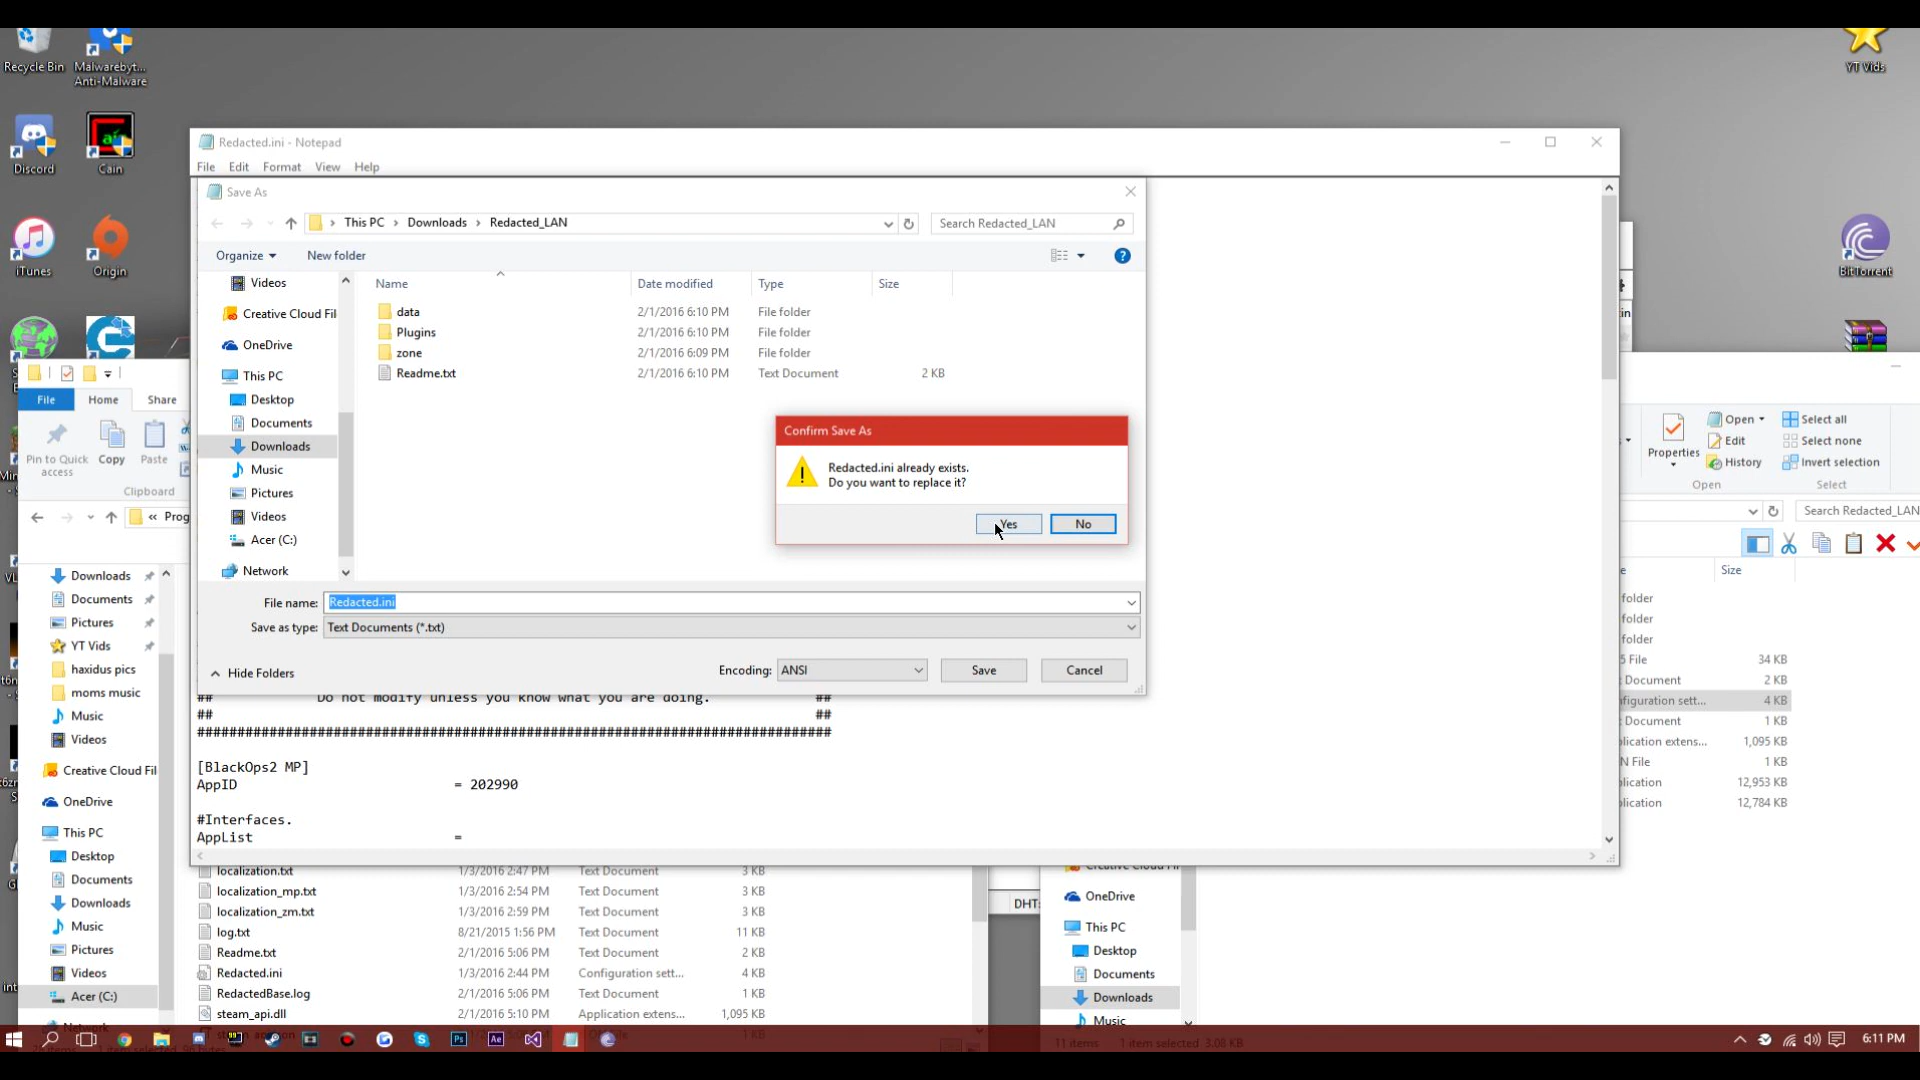 Recycle Bin
Malwareby t...
Anti-Malware
YT Vids
Discord
Cain
iTunes
Origin
BitTorrent
Redacted.ini - Notepad
File Edit Format View Help
Save As
This PC > Downloads > Redacted_LAN
Search Redacted_LAN
Organize
New folder
Name
Date modified
Type
Size
data 2/1/2016 6:10 PM File folder
Plugins 2/1/2016 6:10 PM File folder
zone 2/1/2016 6:09 PM File folder
Readme.txt 2/1/2016 6:10 PM Text Document 2 KB
Videos
Creative Cloud Fil
OneDrive
This PC
Desktop
Documents
Downloads
Music
Pictures
Videos
Acer (C:)
Network
Confirm Save As
Redacted.ini already exists.
Do you want to replace it?
Yes
No
File name: Redacted.ini
Save as type: Text Documents (*.txt)
Hide Folders
Encoding: ANSI
Save
Cancel
## Do not modify unless you know what you are doing. ##
## ##
###############################################################################
[BlackOps2 MP]
AppID = 202990
#Interfaces.
AppList =
File Home Share
Pin to Quick access
Copy
Paste
Clipboard
« Prog
Downloads
Documents
Pictures
YT Vids
haxidus pics
moms music
Music
Videos
Creative Cloud Fil
OneDrive
This PC
Desktop
Documents
Downloads
Music
Pictures
Videos
Acer (C:)
Network
localization.txt 1/3/2016 2:47 PM Text Document 3 KB
localization_mp.txt 1/3/2016 2:54 PM Text Document 3 KB
localization_zm.txt 1/3/2016 2:59 PM Text Document 3 KB
log.txt 8/21/2015 1:56 PM Text Document 11 KB
Readme.txt 2/1/2016 5:06 PM Text Document 2 KB
Redacted.ini 1/3/2016 2:44 PM Configuration sett... 4 KB
RedactedBase.log 2/1/2016 5:06 PM Text Document 1 KB
steam_api.dll 2/1/2016 5:10 PM Application extens... 1,095 KB
DHT:
OneDrive
This PC
Desktop
Documents
Downloads
Music
11 items 1 item selected 3.08 KB
Properties
Open
Edit
History
Open
Select all
Select none
Invert selection
Select
Search Redacted_LAN
Size
folder
folder
folder
5 File 34 KB
Document 2 KB
figuration sett... 4 KB
Document 1 KB
lication extens... 1,095 KB
N File 1 KB
lication 12,953 KB
lication 12,784 KB
6:11 PM